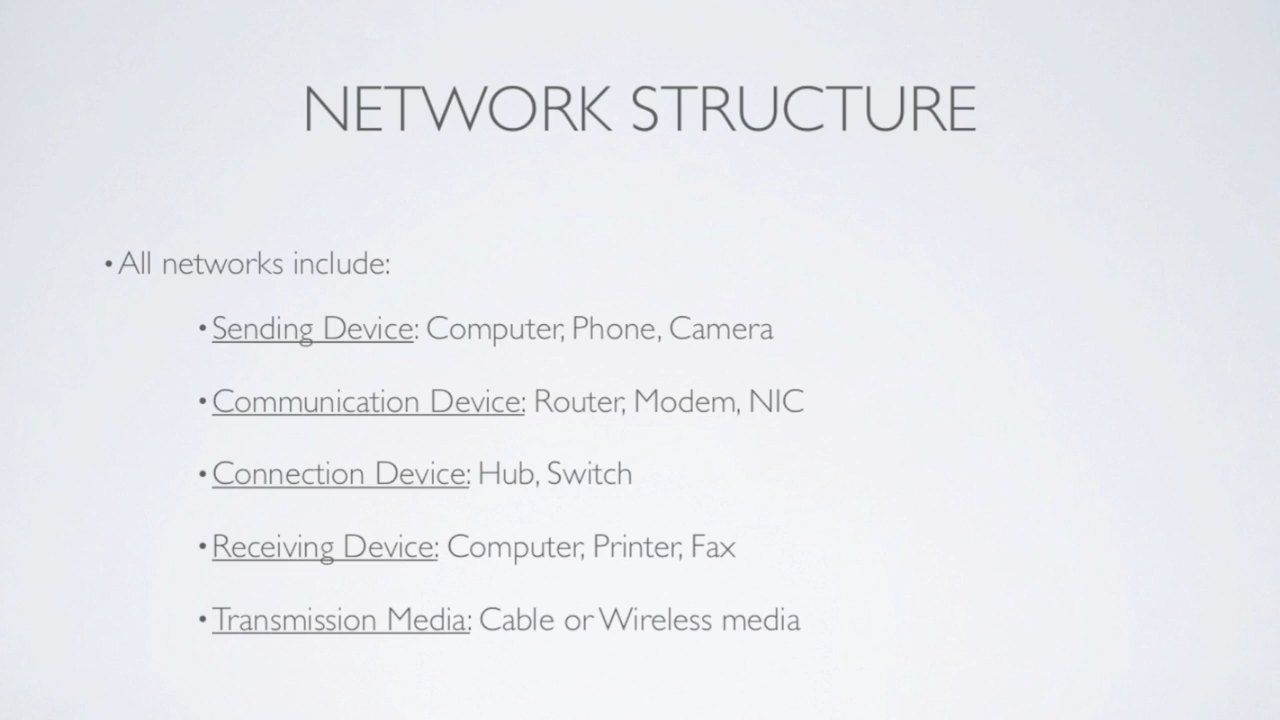 NETWORK STRUCTURE
• All networks include:
• Sending Device: Computer, Phone, Camera
• Communication Device: Router, Modem, NIC
• Connection Device: Hub, Switch
• Receiving Device: Computer, Printer, Fax
• Transmission Media: Cable or Wireless media